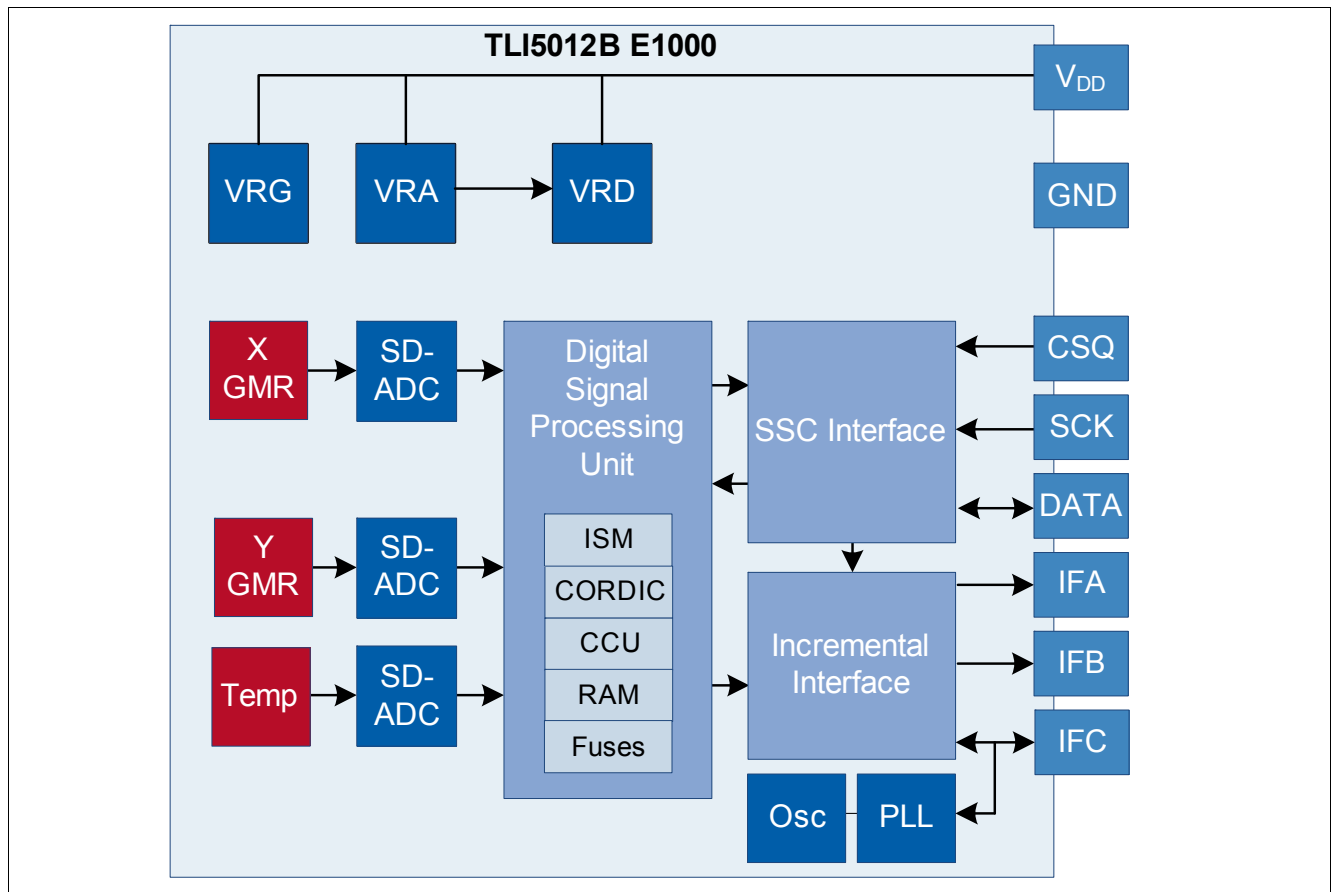 TLI5012B E1000
VDD
VRG
VRA
VRD
GND
X
GMR
SD-
ADC
Digital
Signal
Processing
Unit
SSC Interface
CSQ
SCK
DATA
Y
GMR
SD-
ADC
ISM
CORDIC
CCU
RAM
Fuses
Temp
SD-
ADC
Incremental
Interface
IFA
IFB
IFC
Osc
PLL